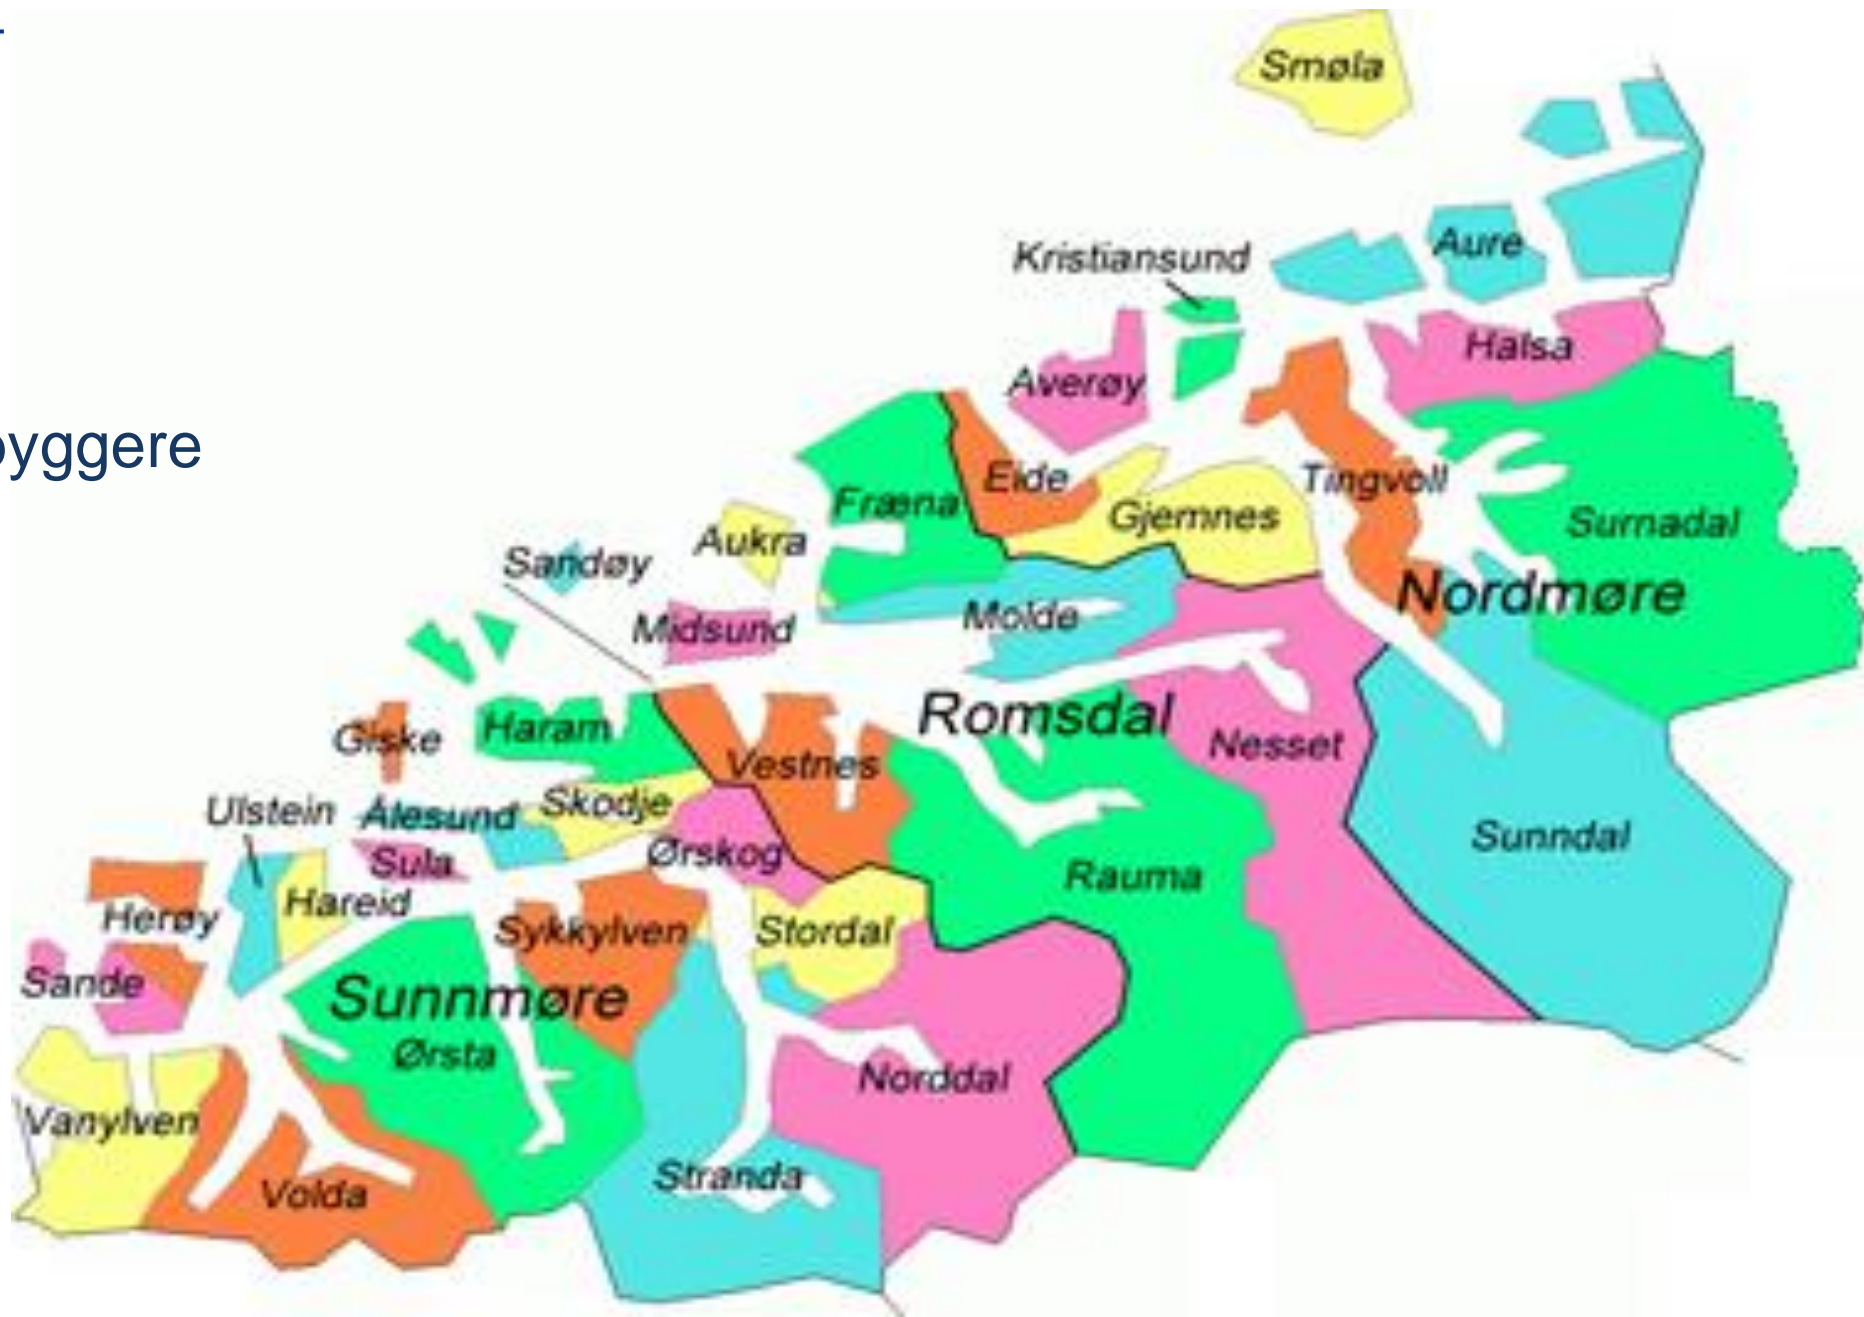 Smøla
Aure
Kristiansund
Halsa
Averøy
Eide
Tingvoll
Fræna
Gjemnes
Surnadal
Aukra
Sandøy
Nordmøre
Midsund
Molde
Romsdal
Haram
Giske
Nesset
Vestnes
Ulstein
Ålesund
Skodje
Sunndal
Sula
Ørskog
Rauma
Hareid
Herøy
Sykkylven
Stordal
Sande
Sunnmøre
Ørsta
Norddal
Vanylven
Stranda
Volda
byggere